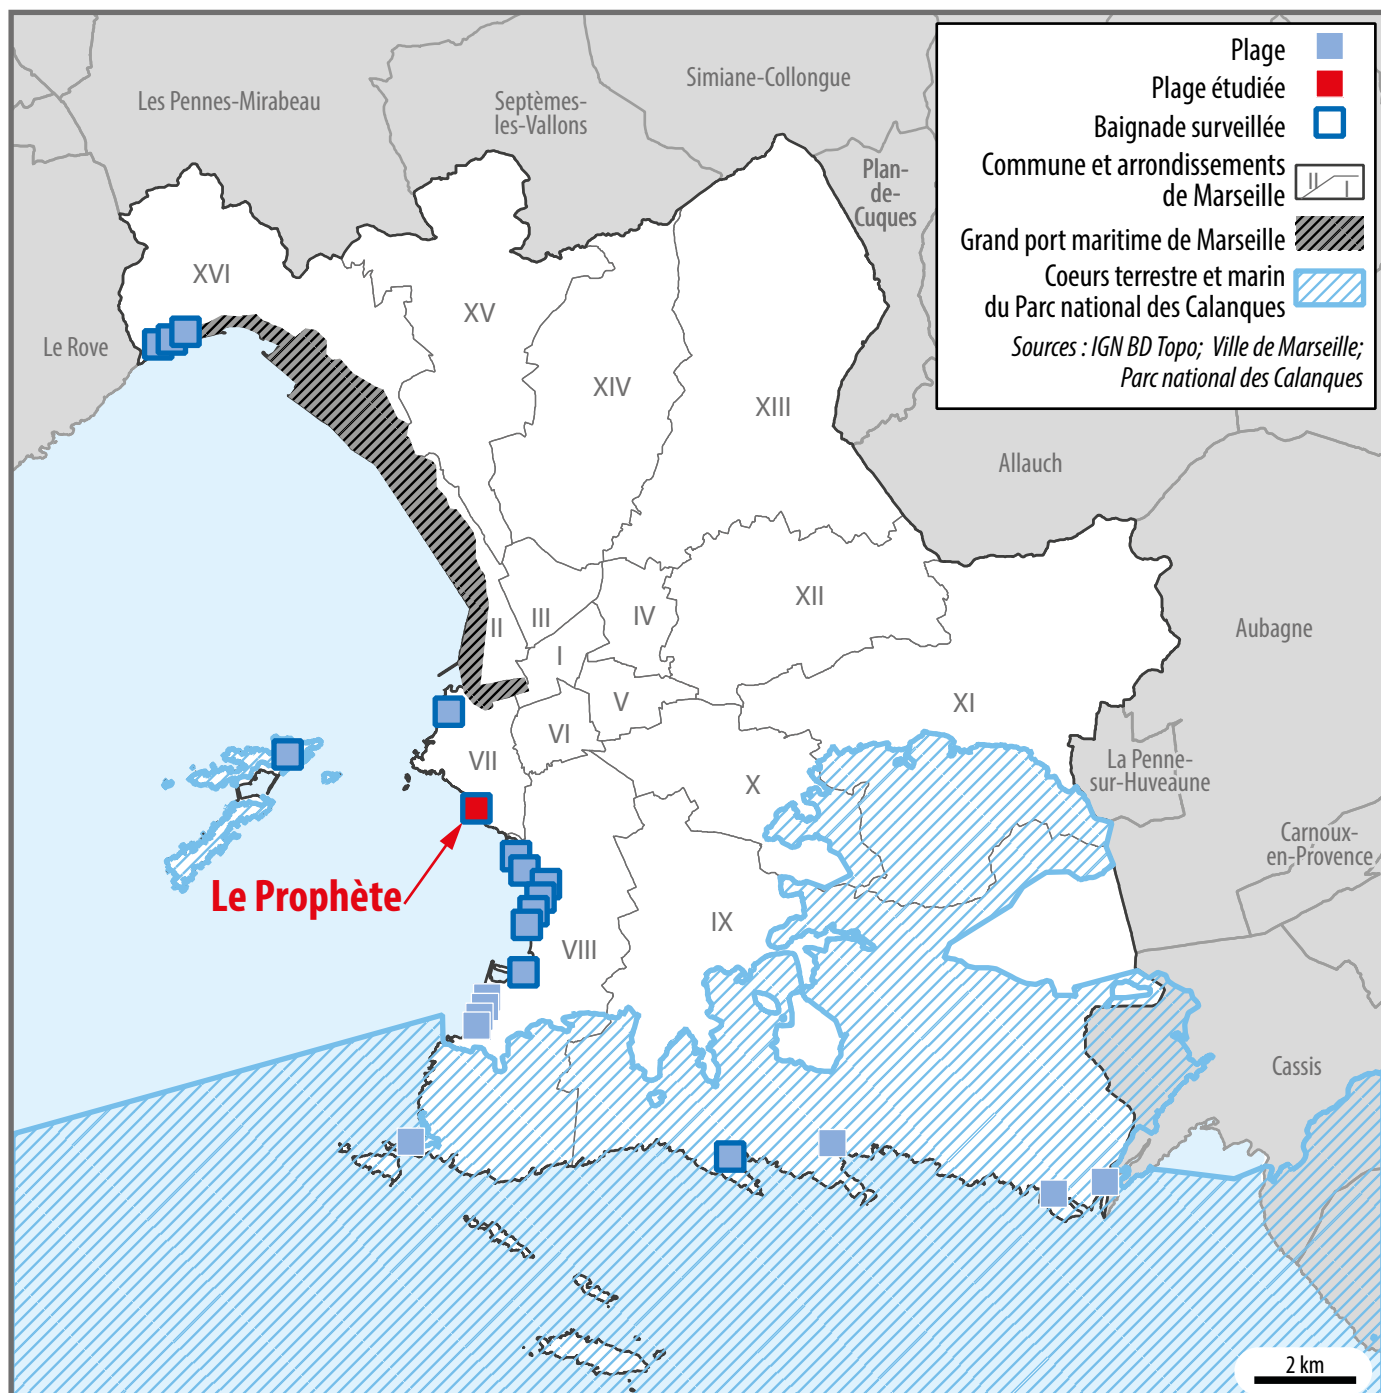 Plage
Plage étudiée
Baignade surveillée
Commune et arrondissements
de Marseille
Grand port maritime de Marseille
Coeurs terrestre et marin
du Parc national des Calanques
Sources : IGN BD Topo; Ville de Marseille;
Parc national des Calanques
Simiane-Collongue
Les Pennes-Mirabeau
Septèmes-
les-Vallons
Plan-
de-
Cuques
XVI
XV
Le Rove
XIV
XIII
Allauch
XII
III
IV
II
Aubagne
I
V
XI
VI
VII
X
La Penne-
sur-Huveaune
Carnoux-
en-Provence
Le Prophète
IX
VIII
Cassis
2 km